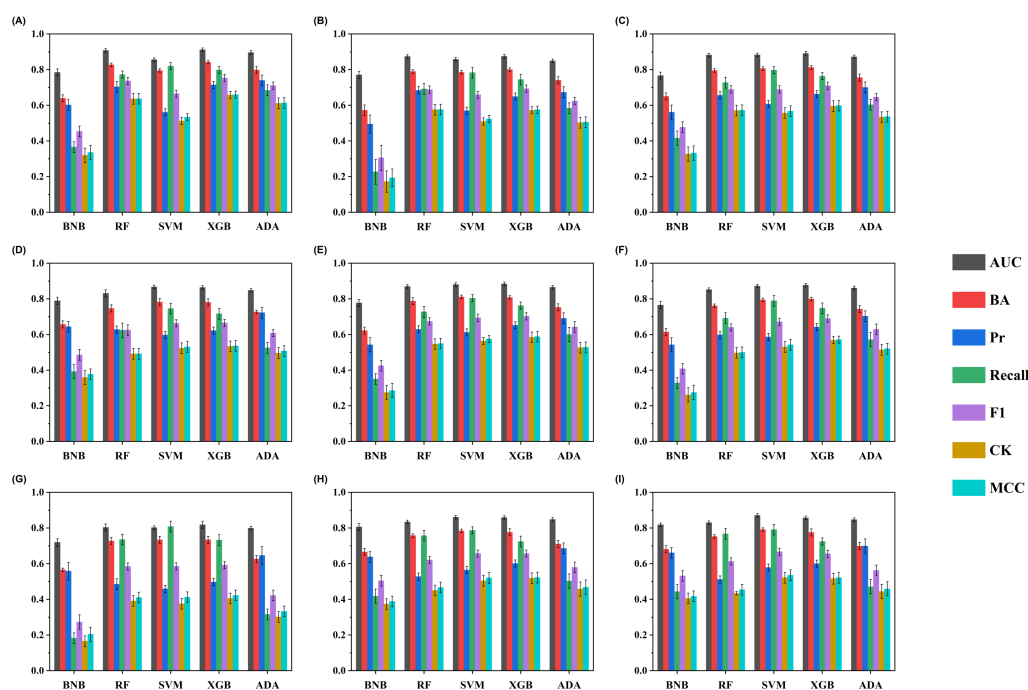 (A) (B) (C)
1.0 1.0 1.0
0.8 0.8 0.8
0.6 0.6 0.6
0.4 0.4 0.4
0.2 0.2 0.2
0.0 0.0 0.0
BNB RF SVM XGB ADA BNB RF SVM XGB ADA BNB RF SVM XGB ADA
(D) (E) (F)
1.0 1.0 1.0
0.8 0.8 0.8
0.6 0.6 0.6
0.4 0.4 0.4
0.2 0.2 0.2
0.0 0.0 0.0
BNB RF SVM XGB ADA BNB RF SVM XGB ADA BNB RF SVM XGB ADA
(G) (H) (I)
1.0 1.0 1.0
0.8 0.8 0.8
0.6 0.6 0.6
0.4 0.4 0.4
0.2 0.2 0.2
0.0 0.0 0.0
BNB RF SVM XGB ADA BNB RF SVM XGB ADA BNB RF SVM XGB ADA
AUC
BA
Pr
Recall
F1
CK
MCC